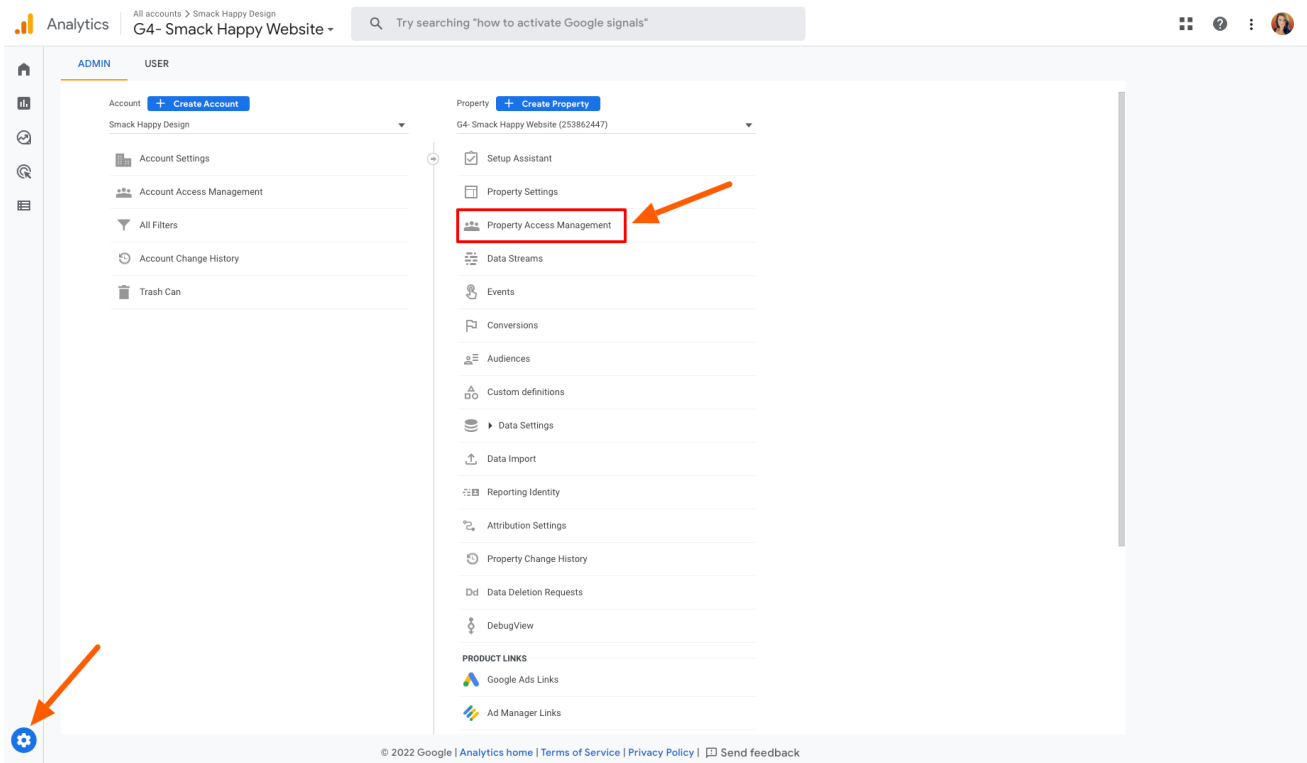 Analytics
All accounts > Smack Happy Design
G4- Smack Happy Website
Try searching "how to activate Google signals"
ADMIN
USER
Account
+ Create Account
Smack Happy Design
Account Settings
Account Access Management
All Filters
Account Change History
Trash Can
Property
+ Create Property
G4- Smack Happy Website (253862447)
Setup Assistant
Property Settings
Property Access Management
Data Streams
Events
Conversions
Audiences
Custom definitions
Data Settings
Data Import
Reporting Identity
Attribution Settings
Property Change History
Dd Data Deletion Requests
DebugView
PRODUCT LINKS
Google Ads Links
Ad Manager Links
© 2022 Google | Analytics home | Terms of Service | Privacy Policy | Send feedback